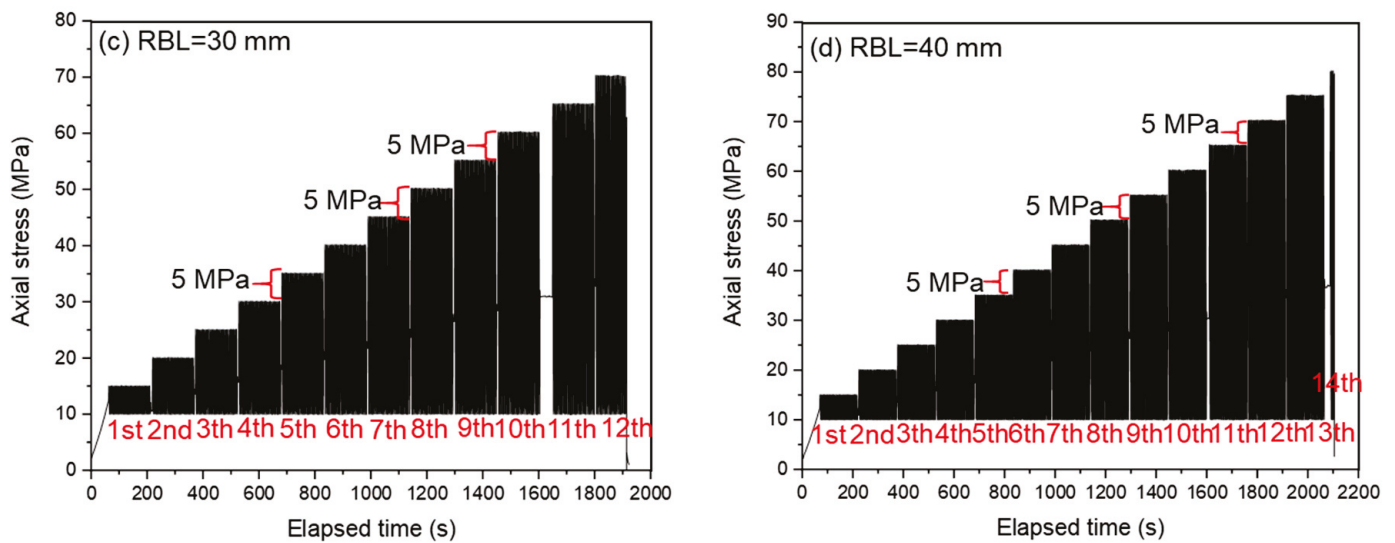 (c) RBL=30 mm
Axial stress (MPa)
80
70
60
50
40
30
20
10
0
5 MPa
5 MPa
5 MPa
1st 2nd 3th 4th 5th 6th 7th 8th 9th 10th 11th 12th
0 200 400 600 800 1000 1200 1400 1600 1800 2000
Elapsed time (s)
(d) RBL=40 mm
Axial stress (MPa)
90
80
70
60
50
40
30
20
10
0
5 MPa
5 MPa
5 MPa
14th
1st 2nd 3th 4th 5th 6th 7th 8th 9th 10th 11th 12th 13th
0 200 400 600 800 1000 1200 1400 1600 1800 2000 2200
Elapsed time (s)